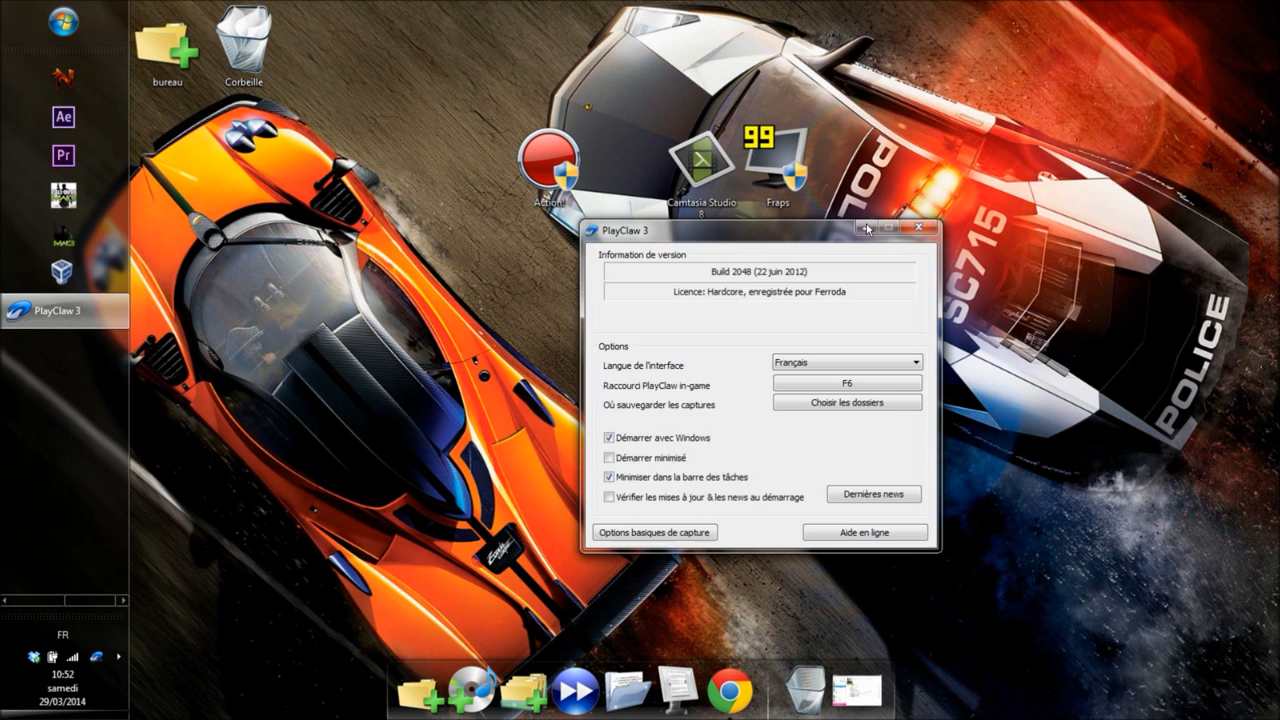 bureau
Corbeille
Ae
Pr
MW3
PlayClaw 3
FR
10:52
samedi
29/03/2014
99
Action!
Camtasia Studio
8
Fraps
PlayClaw 3
Information de version
Build 2048 (22 juin 2012)
Licence: Hardcore, enregistrée pour Ferroda
Options
Langue de l'interface
Français
Raccourci PlayClaw in-game
F6
Où sauvegarder les captures
Choisir les dossiers
Démarrer avec Windows
Démarrer minimisé
Minimiser dans la barre des tâches
Vérifier les mises à jour & les news au démarrage
Dernières news
Options basiques de capture
Aide en ligne
POLICE
SC715
POLICE